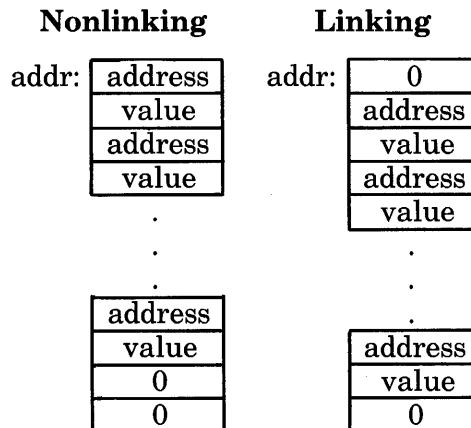 Nonlinking
addr: address
value
address
value
.
.
.
address
value
0
0
Linking
addr: 0
address
value
address
value
.
.
.
address
value
0